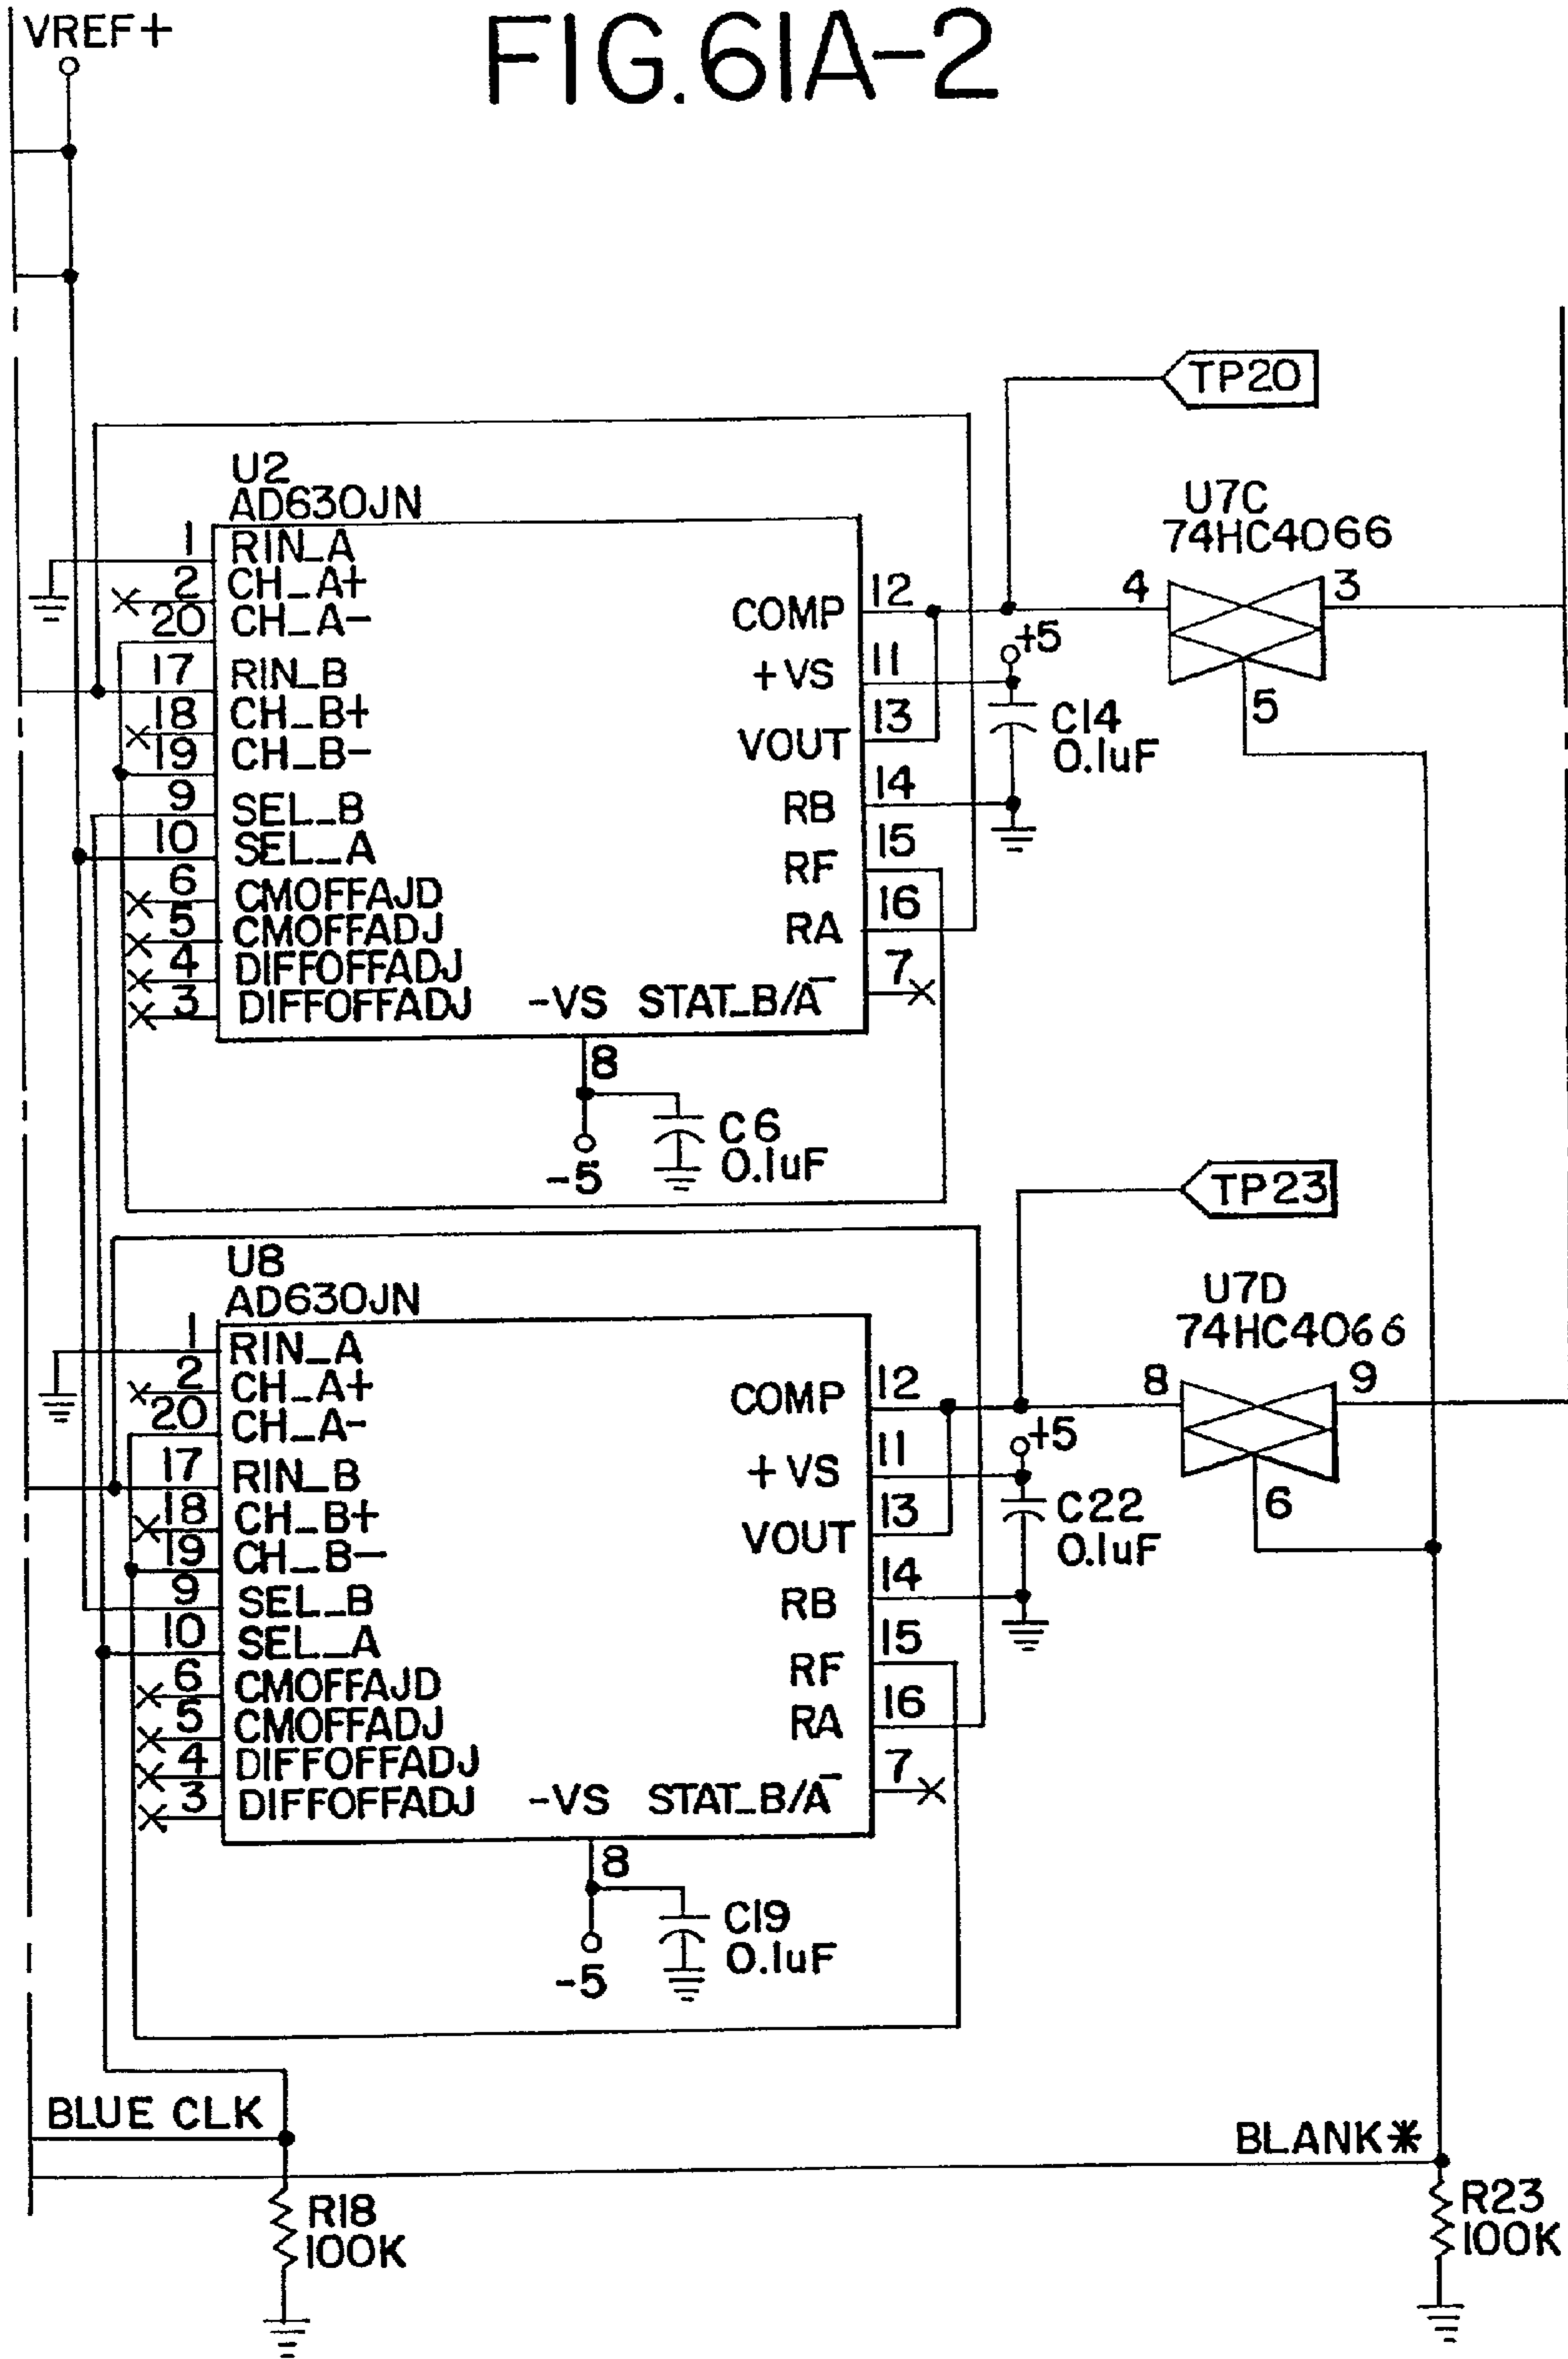 VREF+
FIG.61A-2
TP20
U2
AD630JN
U7C
74HC4066
1 RIN_A
2 CH_A+
20 CH_A-
17 RIN_B
18 CH_B+
19 CH_B-
9 SEL_B
10 SEL_A
6 CMOFFAJD
5 CMOFFADJ
4 DIFFOFFADJ
3 DIFFOFFADJ
COMP 12
+VS 11
VOUT 13
RB 14
RF 15
RA 16
-VS STAT_B/A̅ 7
8
+5
C14
0.1uF
4 3
5
-5
C6
0.1uF
TP23
U8
AD630JN
U7D
74HC4066
1 RIN_A
2 CH_A+
20 CH_A-
17 RIN_B
18 CH_B+
19 CH_B-
9 SEL_B
10 SEL_A
6 CMOFFAJD
5 CMOFFADJ
4 DIFFOFFADJ
3 DIFFOFFADJ
COMP 12
+VS 11
VOUT 13
RB 14
RF 15
RA 16
-VS STAT_B/A̅ 7
8
+5
C22
0.1uF
8 9
6
-5
C19
0.1uF
BLUE CLK
BLANK*
R18
100K
R23
100K